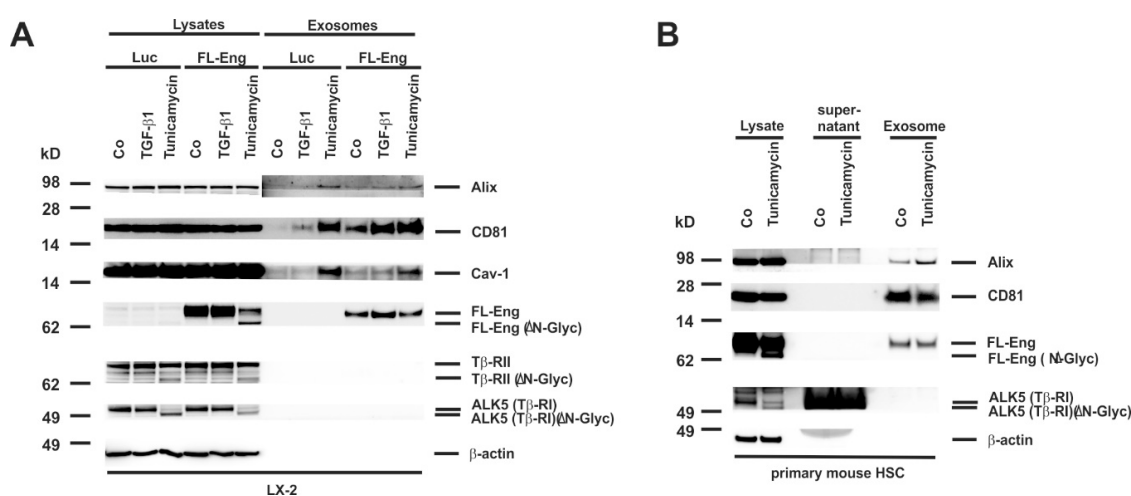 A
Lysates Exosomes
Luc FL-Eng Luc FL-Eng
Co TGF-β1 Tunicamycin Co TGF-β1 Tunicamycin Co TGF-β1 Tunicamycin Co TGF-β1 Tunicamycin
kD
98 Alix
28
CD81
14
Cav-1
14
FL-Eng
62 FL-Eng (ΔN-Glyc)
Tβ-RII
62 Tβ-RII (ΔN-Glyc)
ALK5 (Tβ-RI)
49 ALK5 (Tβ-RI)(ΔN-Glyc)
49
β-actin
LX-2
B
super-
Lysate natant Exosome
Co Tunicamycin Co Tunicamycin Co Tunicamycin
kD
98 Alix
28
CD81
14
FL-Eng
62 FL-Eng ( NΔ-Glyc)
ALK5 (Tβ-RI)
49 ALK5 (Tβ-RI)(ΔN-Glyc)
49
β-actin
primary mouse HSC